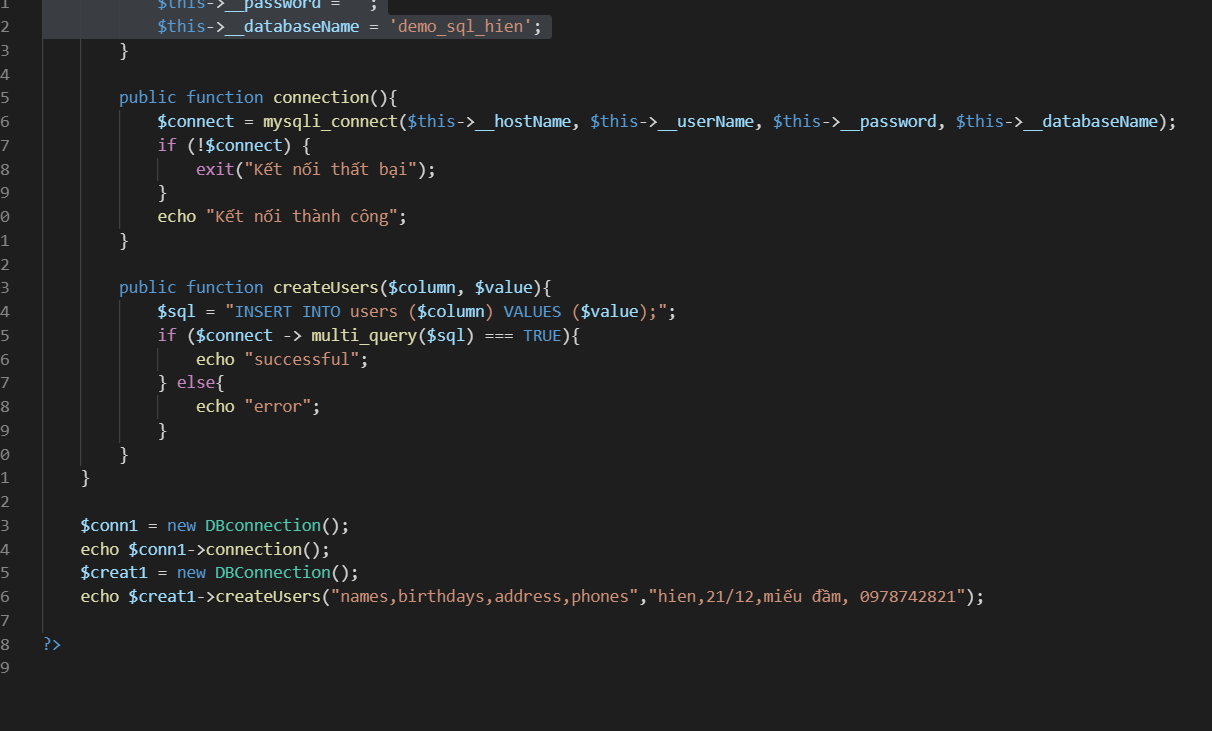 1 $this->__password = '';
2 $this->__databaseName = 'demo_sql_hien';
3 }
4
5 public function connection(){
6 $connect = mysqli_connect($this->__hostName, $this->__userName, $this->__password, $this->__databaseName);
7 if (!$connect) {
8 exit("Kết nối thất bại");
9 }
0 echo "Kết nối thành công";
1 }
2
3 public function createUsers($column, $value){
4 $sql = "INSERT INTO users ($column) VALUES ($value);";
5 if ($connect -> multi_query($sql) === TRUE){
6 echo "successful";
7 } else{
8 echo "error";
9 }
0 }
1 }
2
3 $conn1 = new DBconnection();
4 echo $conn1->connection();
5 $creat1 = new DBConnection();
6 echo $creat1->createUsers("names,birthdays,address,phones","hien,21/12,miếu đầm, 0978742821");
7
8 ?>
9